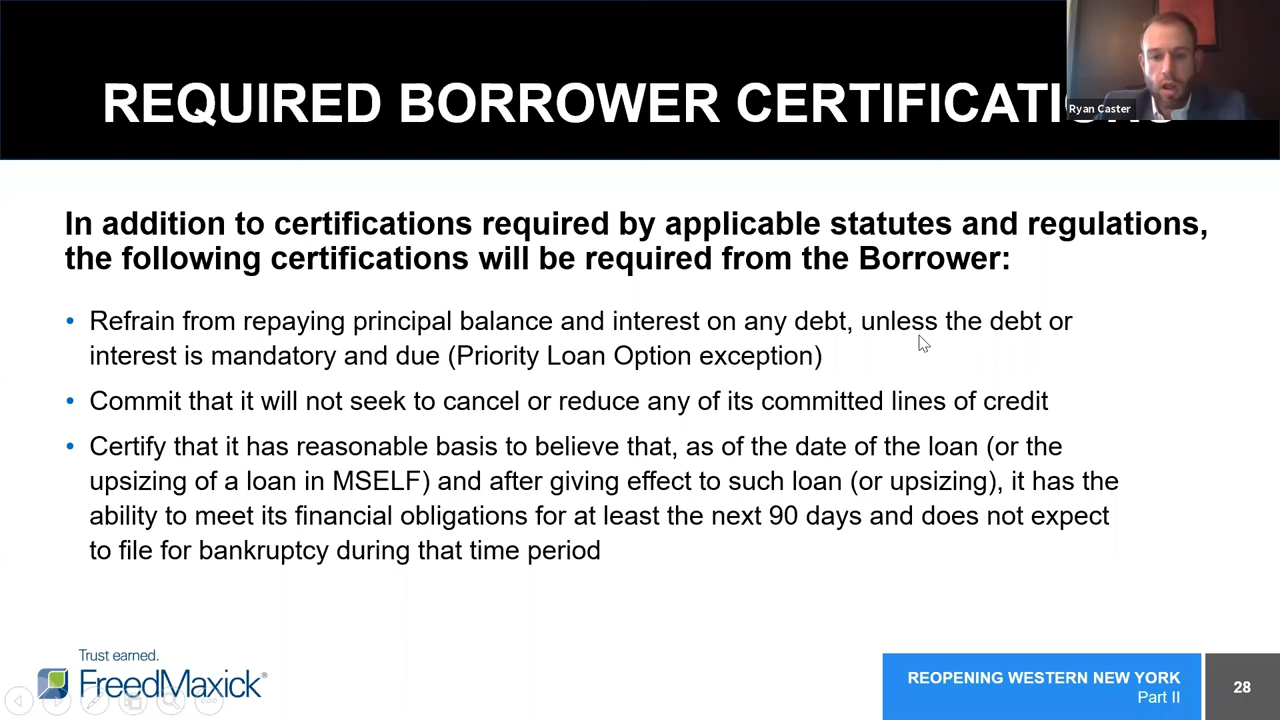 REQUIRED BORROWER
Ryan Caster
In addition to certifications required by applicable statutes and regulations,
the following certifications will be required from the Borrower:
• Refrain from repaying principal balance and interest on any debt, unless the debt or
interest is mandatory and due (Priority Loan Option exception)
• Commit that it will not seek to cancel or reduce any of its committed lines of credit
• Certify that it has reasonable basis to believe that, as of the date of the loan (or the
upsizing of a loan in MSELF) and after giving effect to such loan (or upsizing), it has the
ability to meet its financial obligations for at least the next 90 days and does not expect
to file for bankruptcy during that time period
Trust earned.
FreedMaxick®
REOPENING WESTERN NEW YORK
Part II
28